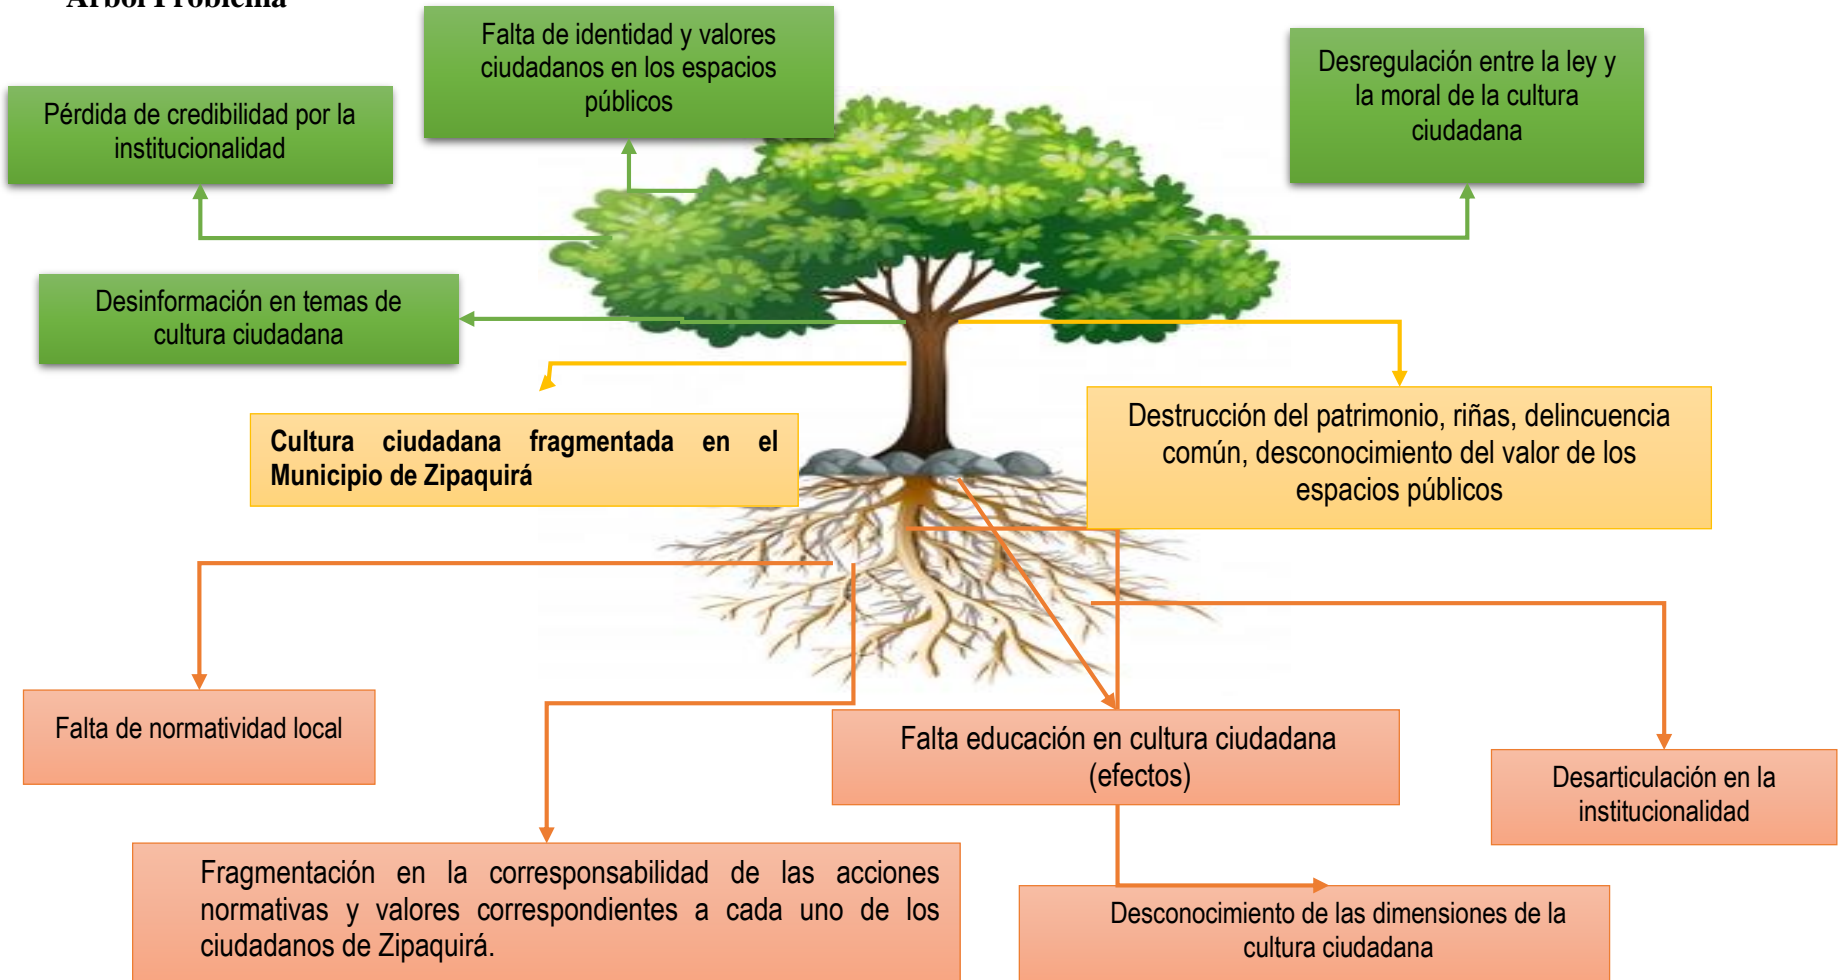 Árbol Problema
Falta de identidad y valores
ciudadanos en los espacios
públicos
Desregulación entre la ley y
la moral de la cultura
ciudadana
Pérdida de credibilidad por la
institucionalidad
Desinformación en temas de
cultura ciudadana
Cultura ciudadana fragmentada en el
Municipio de Zipaquirá
Destrucción del patrimonio, riñas, delincuencia
común, desconocimiento del valor de los
espacios públicos
Falta de normatividad local
Falta educación en cultura ciudadana
(efectos)
Desarticulación en la
institucionalidad
Fragmentación en la corresponsabilidad de las acciones
normativas y valores correspondientes a cada uno de los
ciudadanos de Zipaquirá.
Desconocimiento de las dimensiones de la
cultura ciudadana